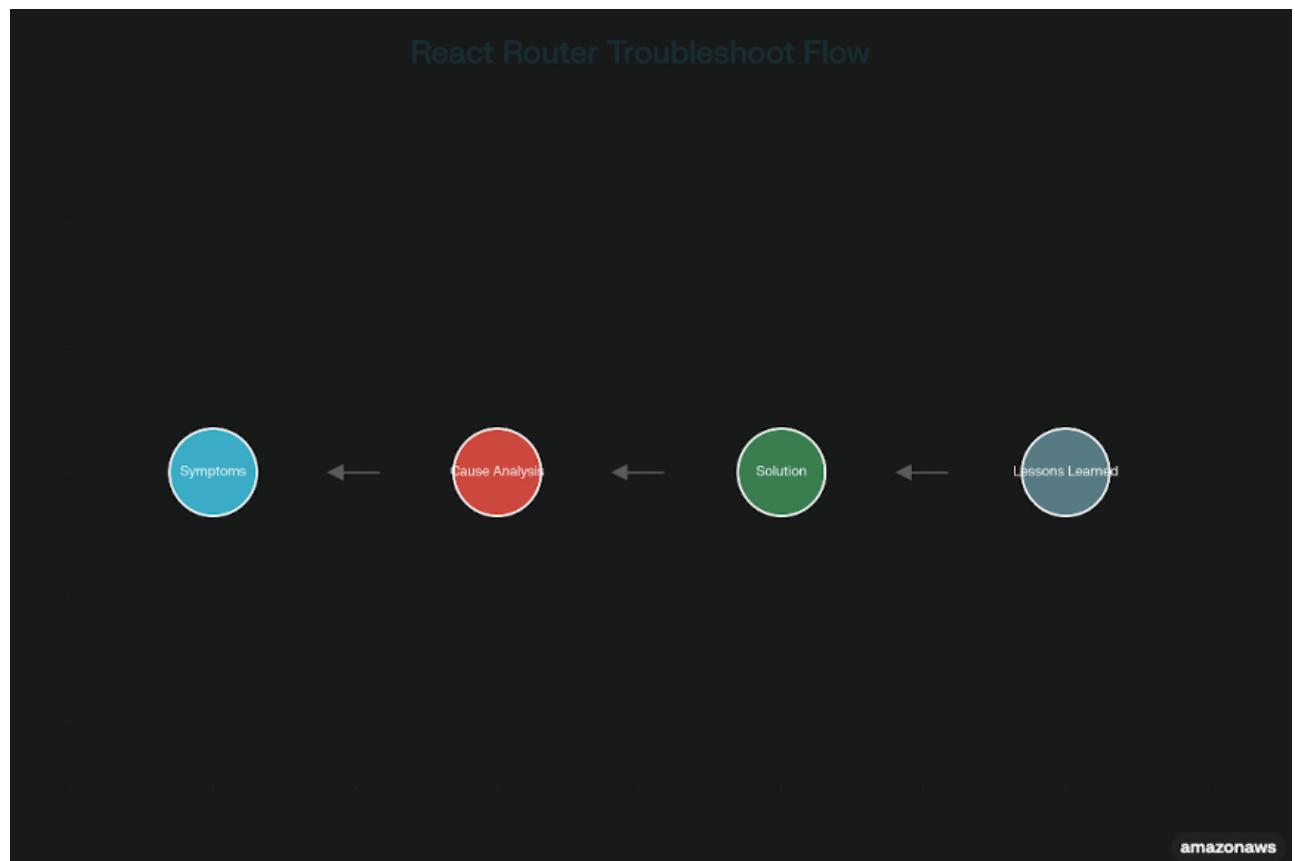 React Router Troubleshoot Flow
Symptoms
Cause Analysis
Solution
Lessons Learned
amazonaws